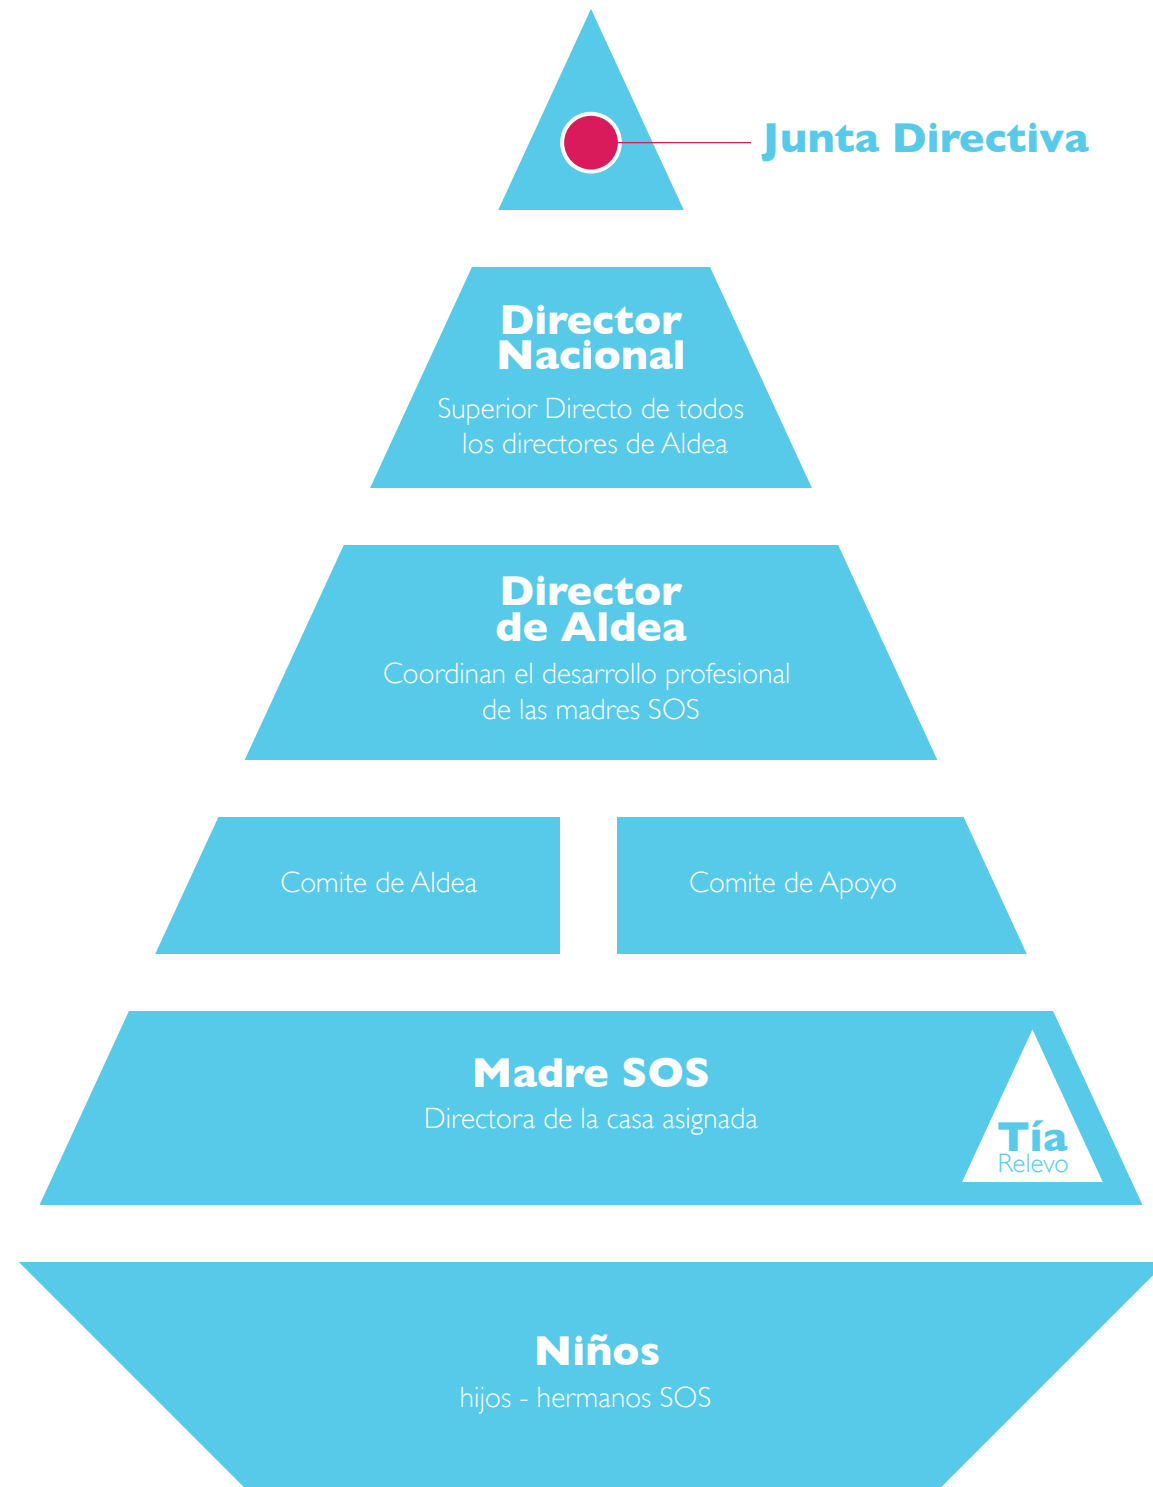 Junta Directiva
Director
Nacional
Superior Directo de todos
los directores de Aldea
Director
de Aldea
Coordinan el desarrollo profesional
de las madres SOS
Comite de Aldea
Comite de Apoyo
Madre SOS
Directora de la casa asignada
Tía
Relevo
Niños
hijos - hermanos SOS